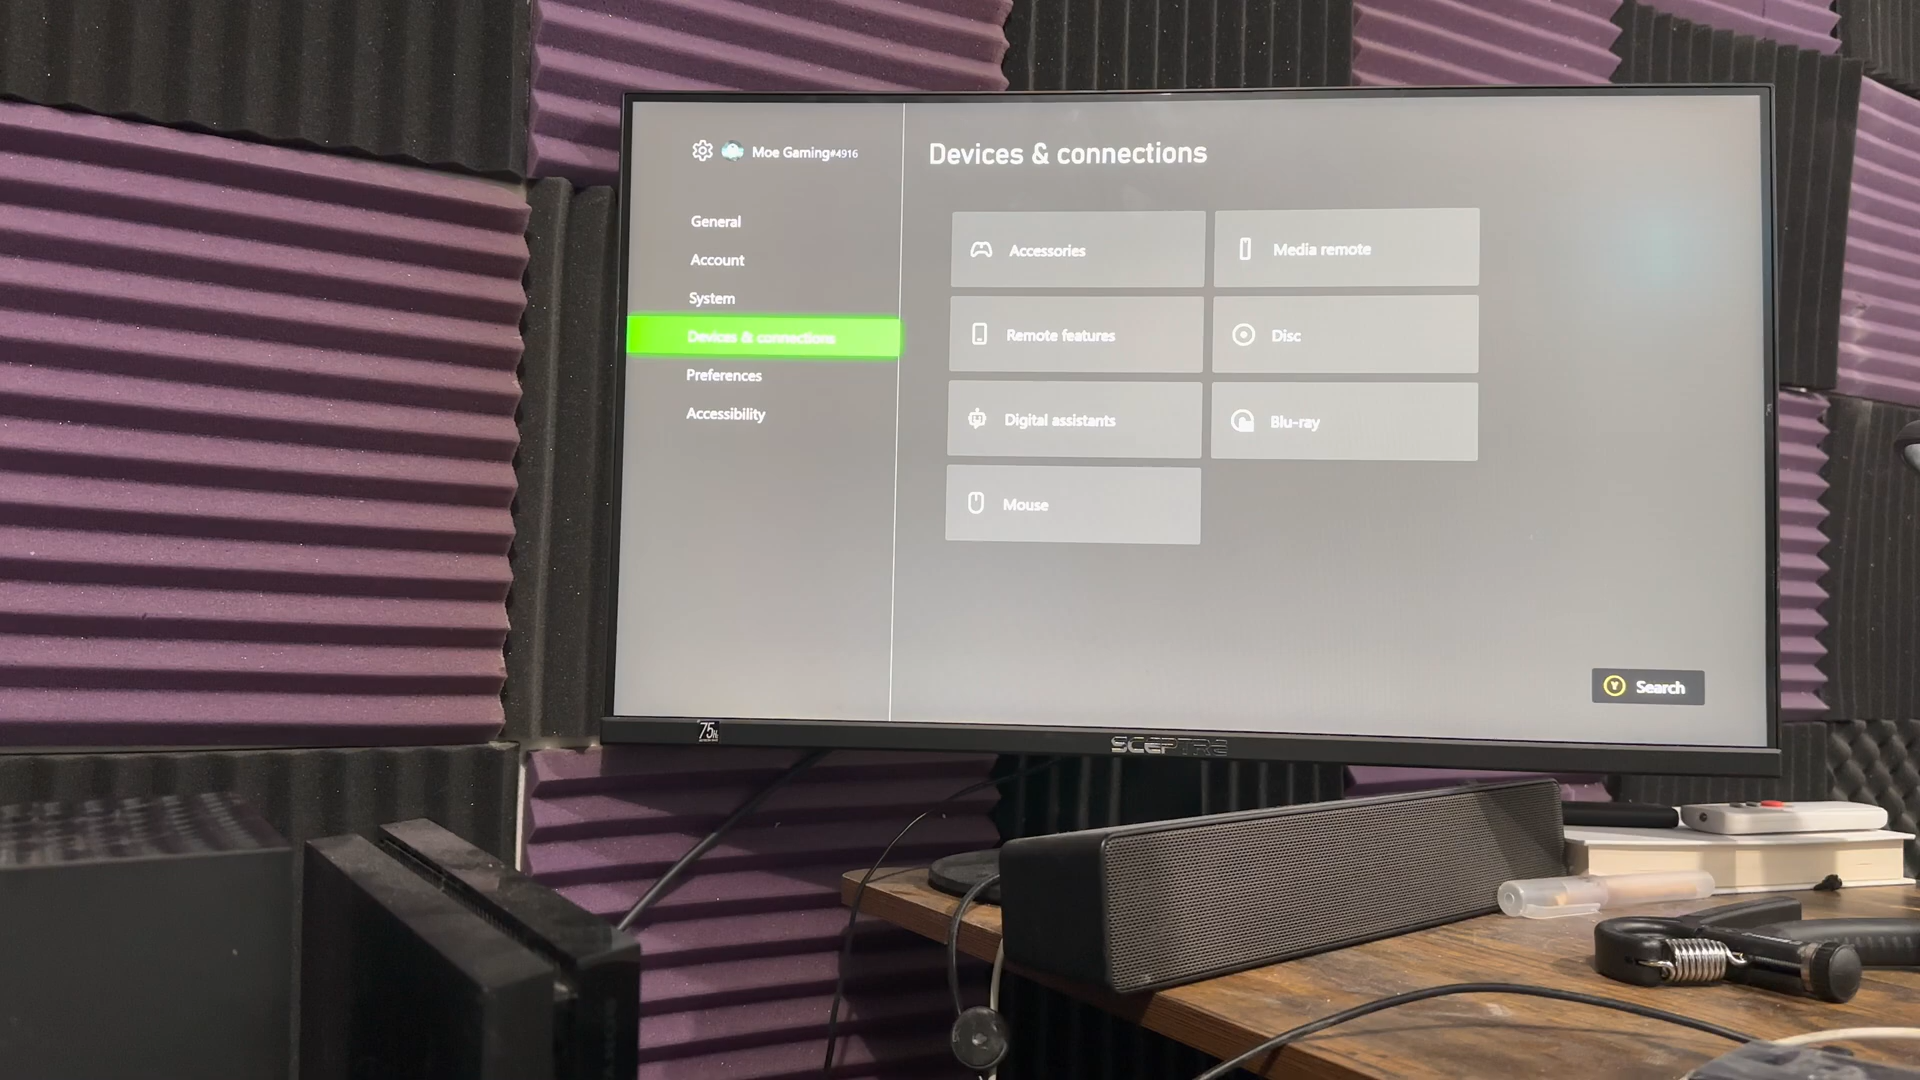 Moe Gaming#4916
General
Account
System
Devices & connections
Preferences
Accessibility
Devices & connections
Accessories
Media remote
Remote features
Disc
Digital assistants
Blu-ray
Mouse
Y Search
75Hz
SCEPTRE